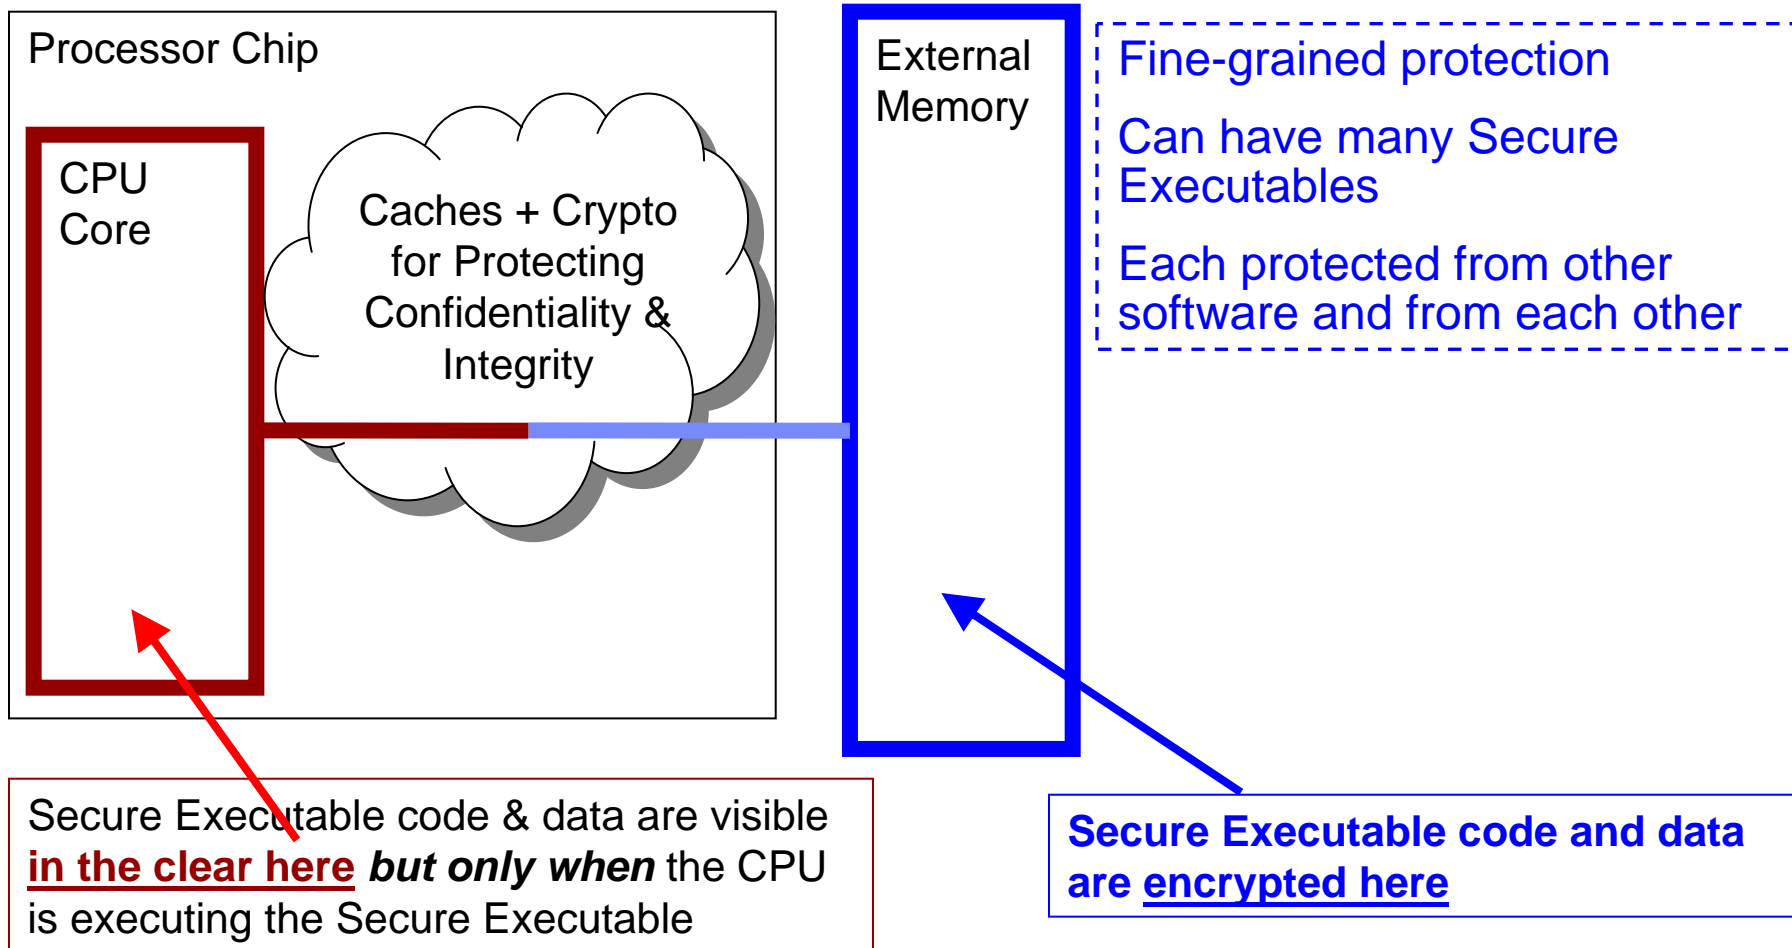 Processor Chip
CPU
Core
Caches + Crypto
for Protecting
Confidentiality &
Integrity
External
Memory
Fine-grained protection
Can have many Secure
Executables
Each protected from other
software and from each other
Secure Executable code & data are visible
in the clear here but only when the CPU
is executing the Secure Executable
Secure Executable code and data
are encrypted here